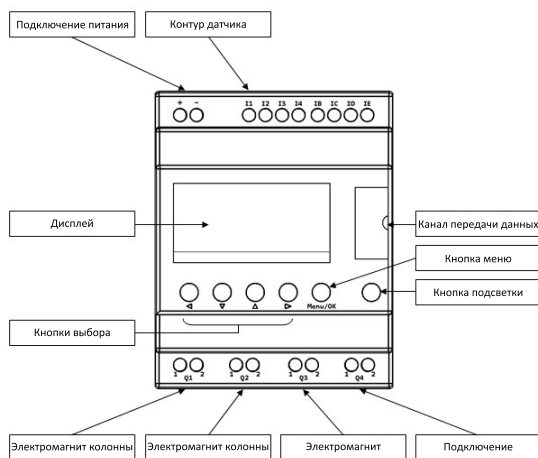 Подключение питания
Контур датчика
+ -
I1 I2 I3 I4 IB IC ID IE
Дисплей
Канал передачи данных
Кнопка меню
Кнопка подсветки
Menu/OK
Кнопки выбора
1 Q1 2
1 Q2 2
1 Q3 2
1 Q4 2
Электромагнит колонны
Электромагнит колонны
Электромагнит
Подключение